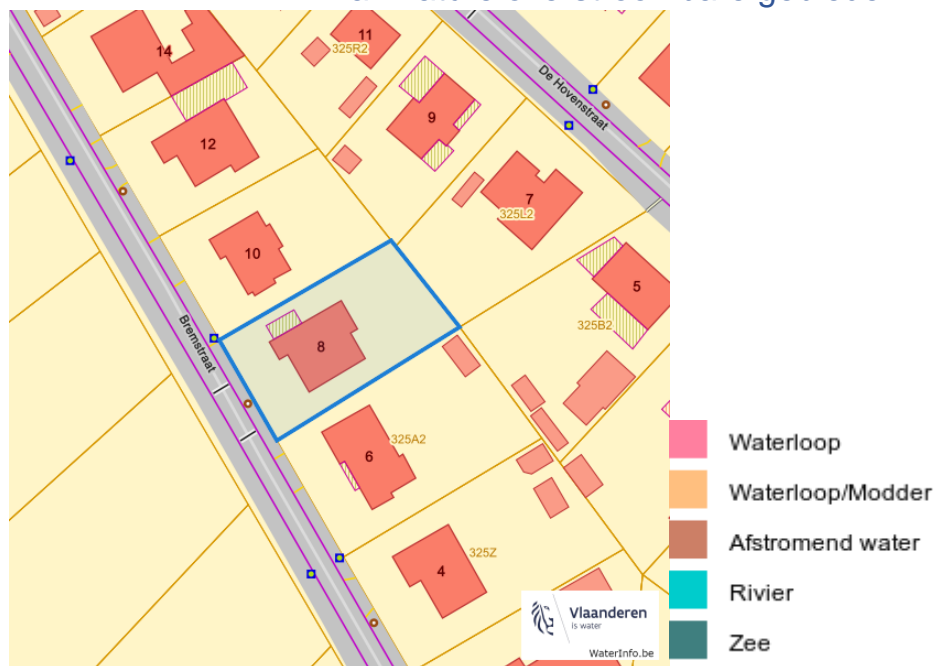 14
11
325R2
De Hovenstraat
9
12
7
325L2
10
5
325B2
Bremstraat
8
6
325A2
4
325Z
Vlaanderen
is water
WaterInfo.be
Waterloop
Waterloop/Modder
Afstromend water
Rivier
Zee